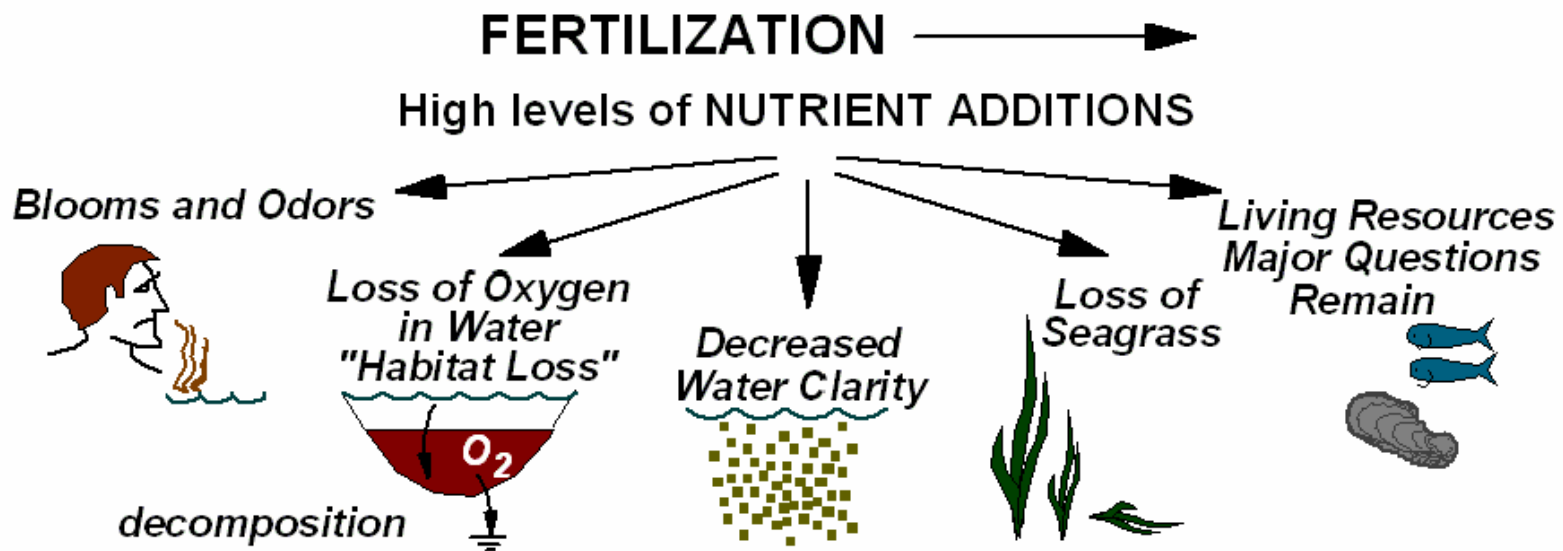 FERTILIZATION
High levels of NUTRIENT ADDITIONS
Blooms and Odors
Loss of Oxygen
in Water
"Habitat Loss"
O2
decomposition
Decreased
Water Clarity
Loss of
Seagrass
Living Resources
Major Questions
Remain